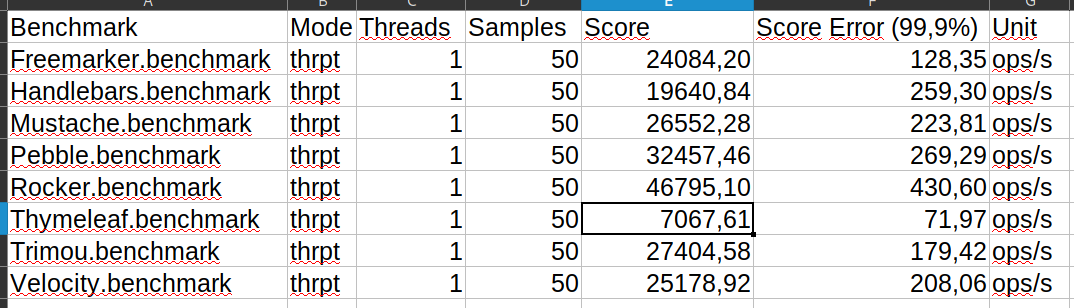 A B C D E F G
Benchmark Mode Threads Samples Score Score Error (99,9%) Unit
Freemarker.benchmark thrpt 1 50 24084,20 128,35 ops/s
Handlebars.benchmark thrpt 1 50 19640,84 259,30 ops/s
Mustache.benchmark thrpt 1 50 26552,28 223,81 ops/s
Pebble.benchmark thrpt 1 50 32457,46 269,29 ops/s
Rocker.benchmark thrpt 1 50 46795,10 430,60 ops/s
Thymeleaf.benchmark thrpt 1 50 7067,61 71,97 ops/s
Trimou.benchmark thrpt 1 50 27404,58 179,42 ops/s
Velocity.benchmark thrpt 1 50 25178,92 208,06 ops/s